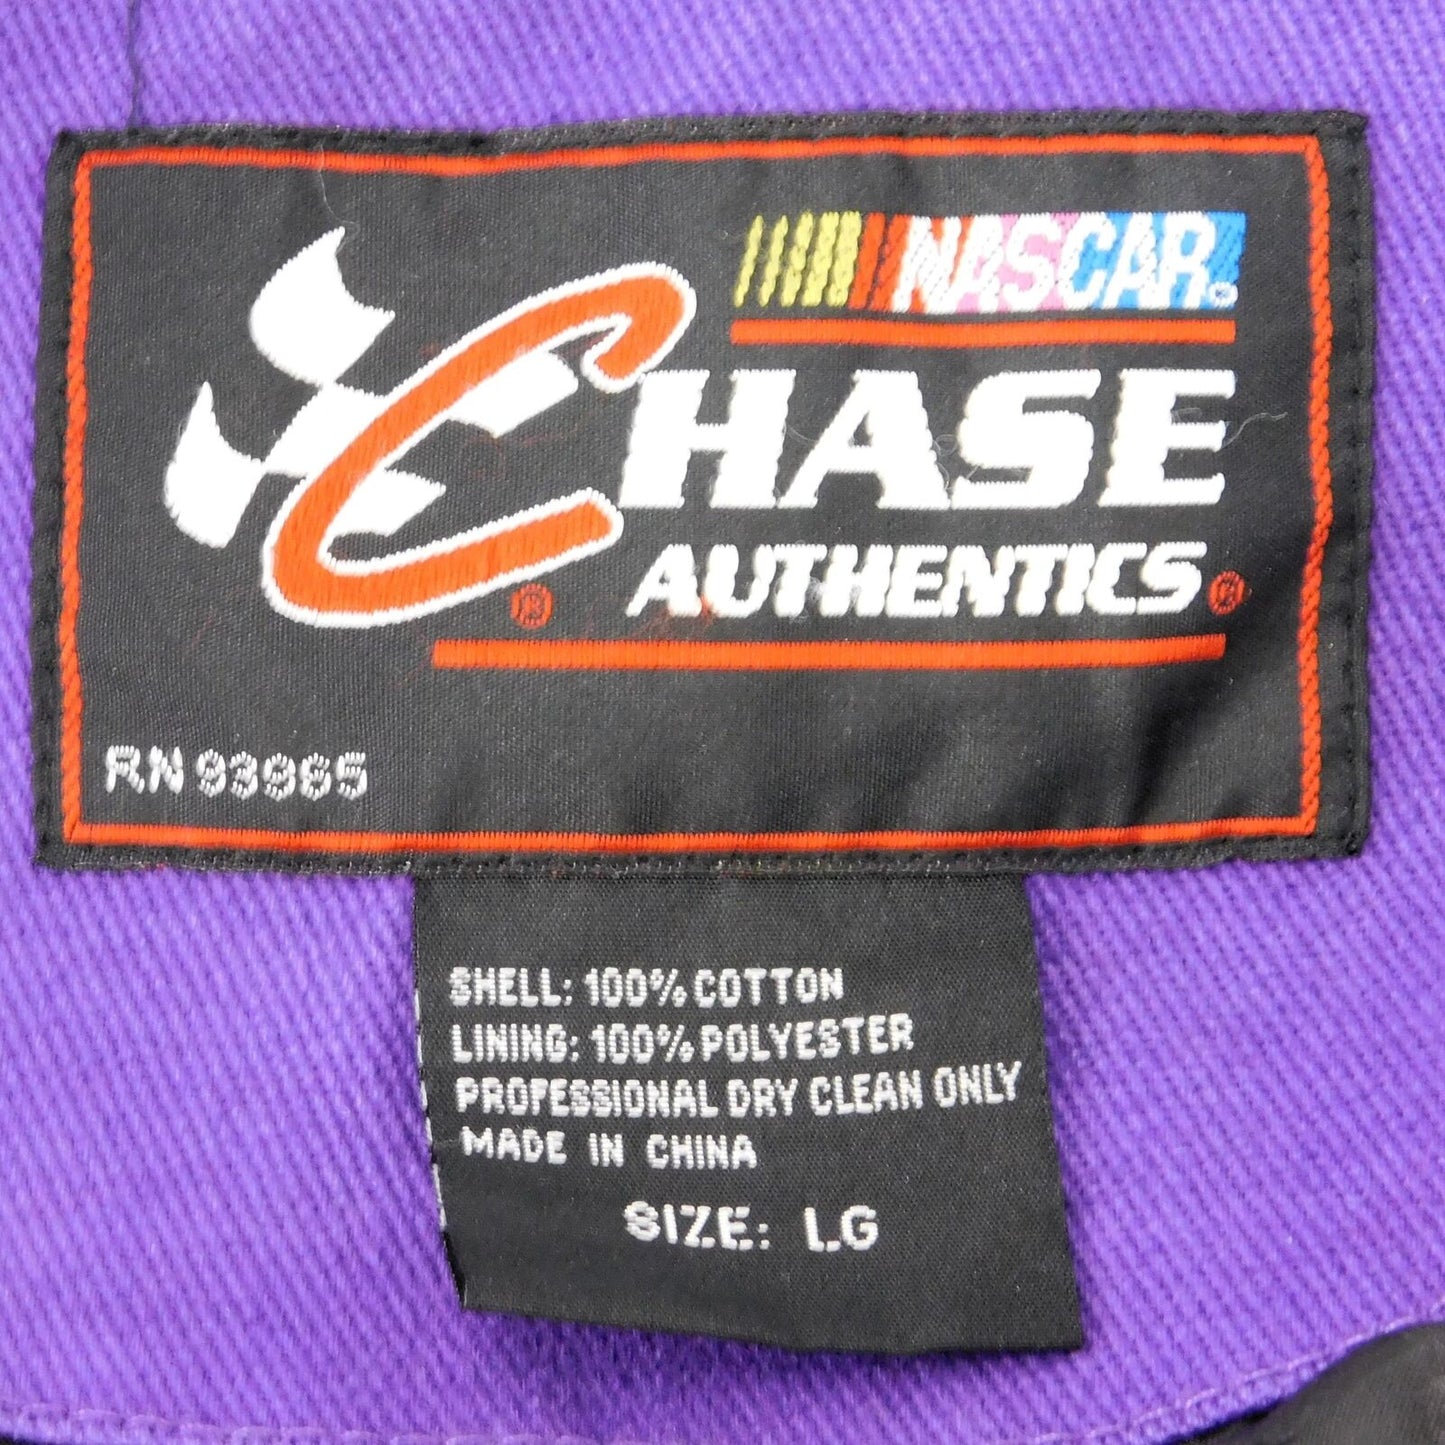 NASCAR®
CHASE
AUTHENTICS®
®
RN 93965
SHELL: 100% COTTON
LINING: 100% POLYESTER
PROFESSIONAL DRY CLEAN ONLY
MADE IN CHINA
SIZE: LG